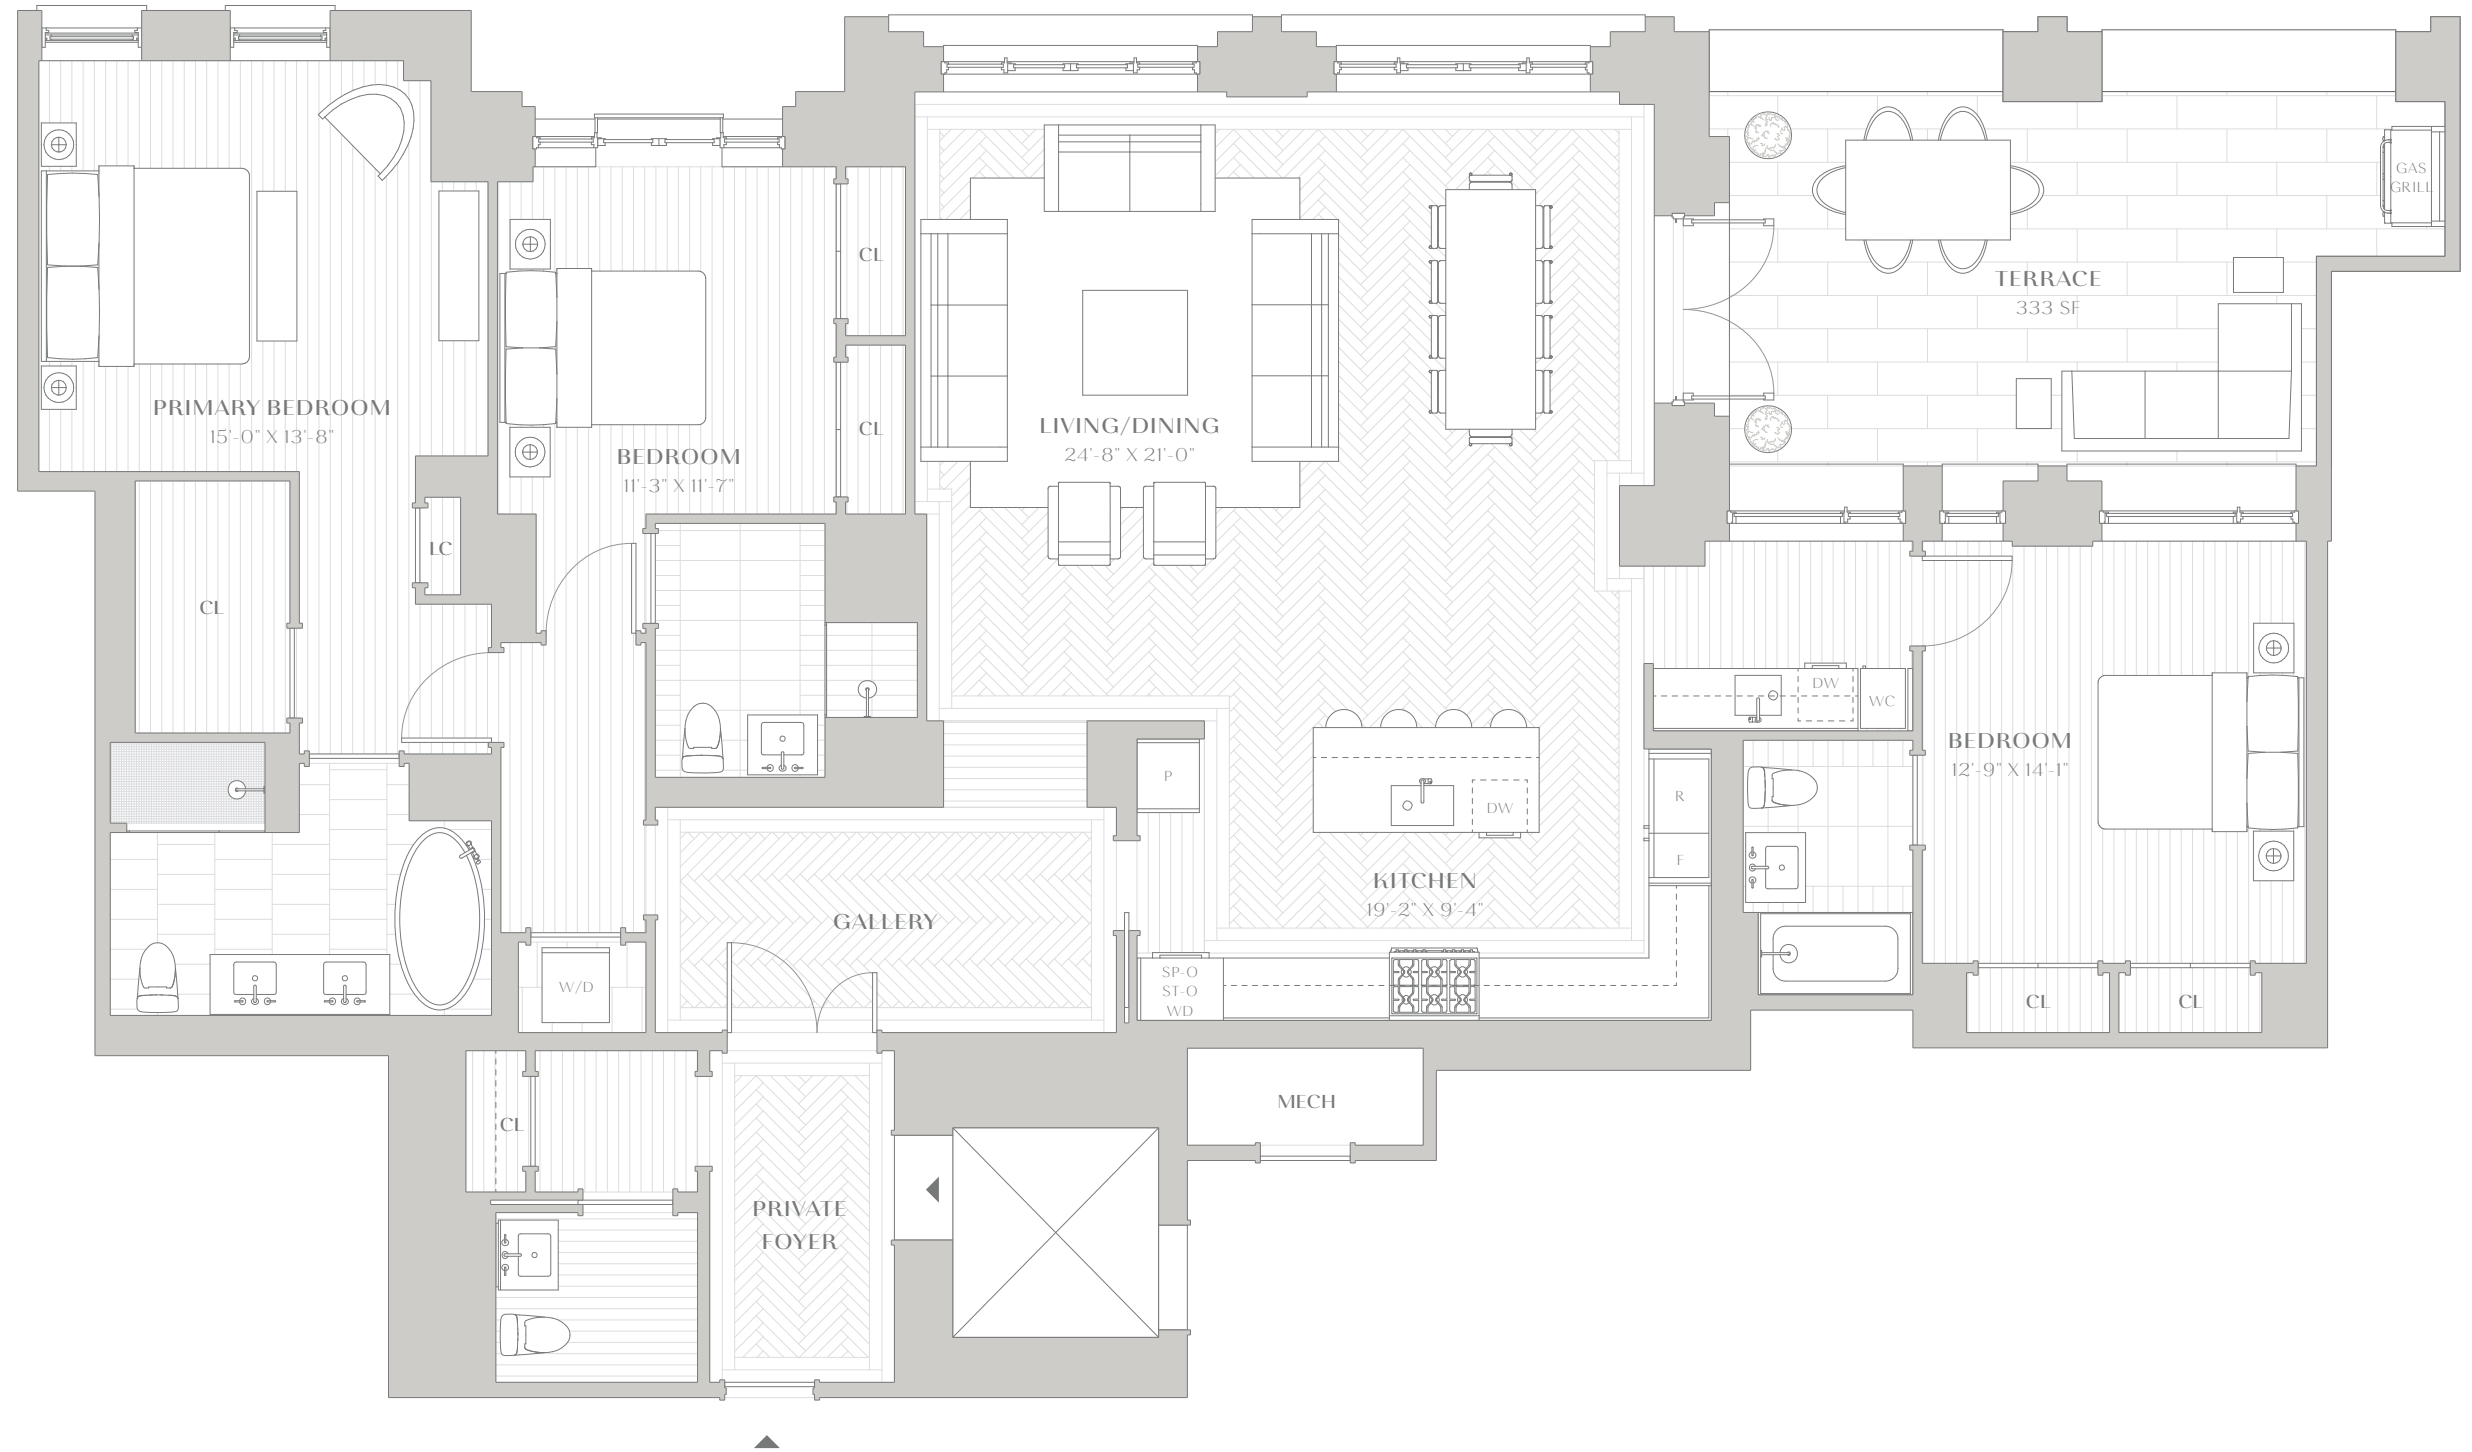 GAS
GRILL
CL
TERRACE
333 SF
PRIMARY BEDROOM
15'-0" X 13'-8"
CL
LIVING/DINING
24'-8" X 21'-0"
BEDROOM
11'-3" X 11'-7"
LC
CL
DW
WC
BEDROOM
12'-9" X 14'-1"
P
R
DW
F
KITCHEN
19'-2" X 9'-4"
GALLERY
SP-O
ST-O
WD
W/D
CL
CL
MECH
CL
PRIVATE
FOYER